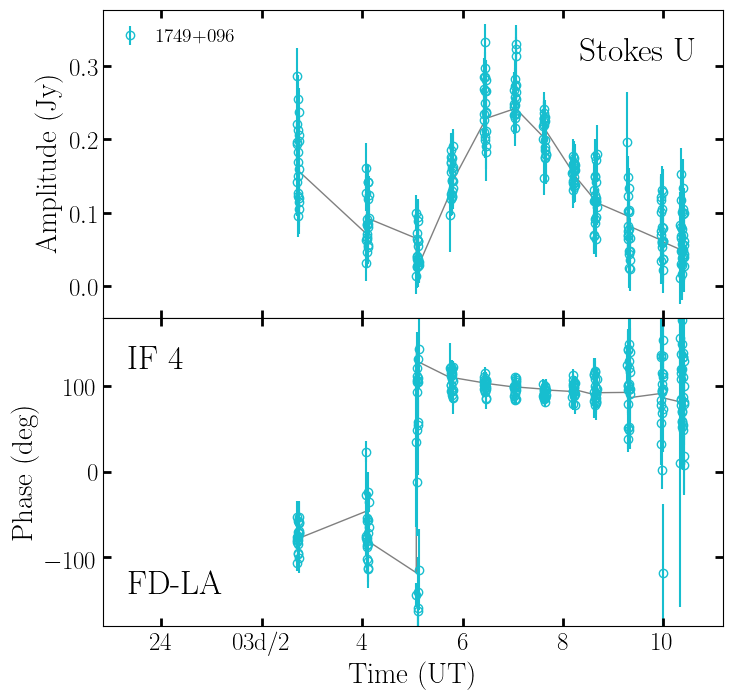 1749+096
Stokes U
Amplitude (Jy)
0.3
0.2
0.1
0.0
IF 4
Phase (deg)
100
0
−100
FD-LA
24 03d/2 4 6 8 10
Time (UT)